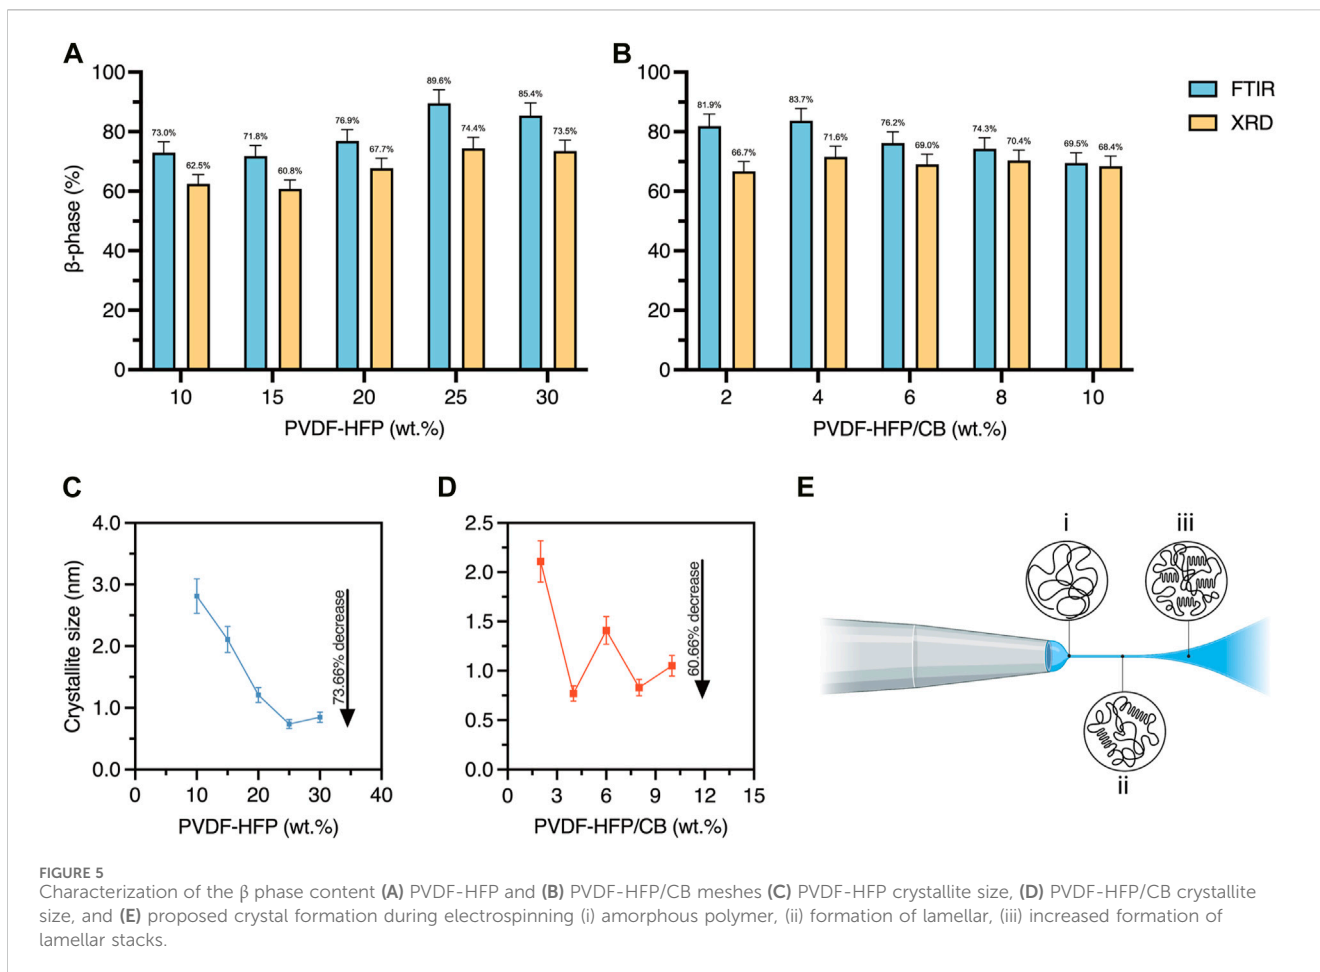 A
100
80
60
40
20
0
β-phase (%)
73.0%
62.5%
71.8%
60.8%
76.9%
67.7%
89.6%
74.4%
85.4%
73.5%
10 15 20 25 30
PVDF-HFP (wt.%)
B
100
80
60
40
20
0
81.9%
66.7%
83.7%
71.6%
76.2%
69.0%
74.3%
70.4%
69.5%
68.4%
2 4 6 8 10
PVDF-HFP/CB (wt.%)
FTIR
XRD
C
4.0
3.0
2.0
1.0
0.0
Crystallite size (nm)
73.66% decrease
0 10 20 30 40
PVDF-HFP (wt.%)
D
2.5
2.0
1.5
1.0
0.5
0.0
60.66% decrease
0 3 6 9 12 15
PVDF-HFP/CB (wt.%)
E
i
iii
ii
FIGURE 5
Characterization of the β phase content (A) PVDF-HFP and (B) PVDF-HFP/CB meshes (C) PVDF-HFP crystallite size, (D) PVDF-HFP/CB crystallite
size, and (E) proposed crystal formation during electrospinning (i) amorphous polymer, (ii) formation of lamellar, (iii) increased formation of
lamellar stacks.